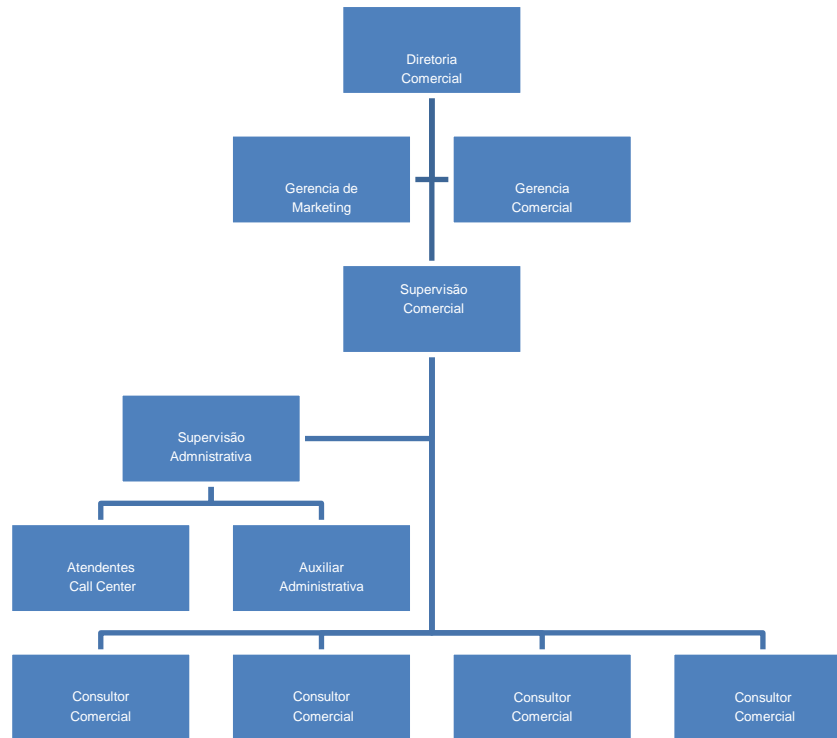 Diretoria
Comercial
Gerencia de
Marketing
Gerencia
Comercial
Supervisão
Comercial
Supervisão
Admnistrativa
Atendentes
Call Center
Auxiliar
Administrativa
Consultor
Comercial
Consultor
Comercial
Consultor
Comercial
Consultor
Comercial